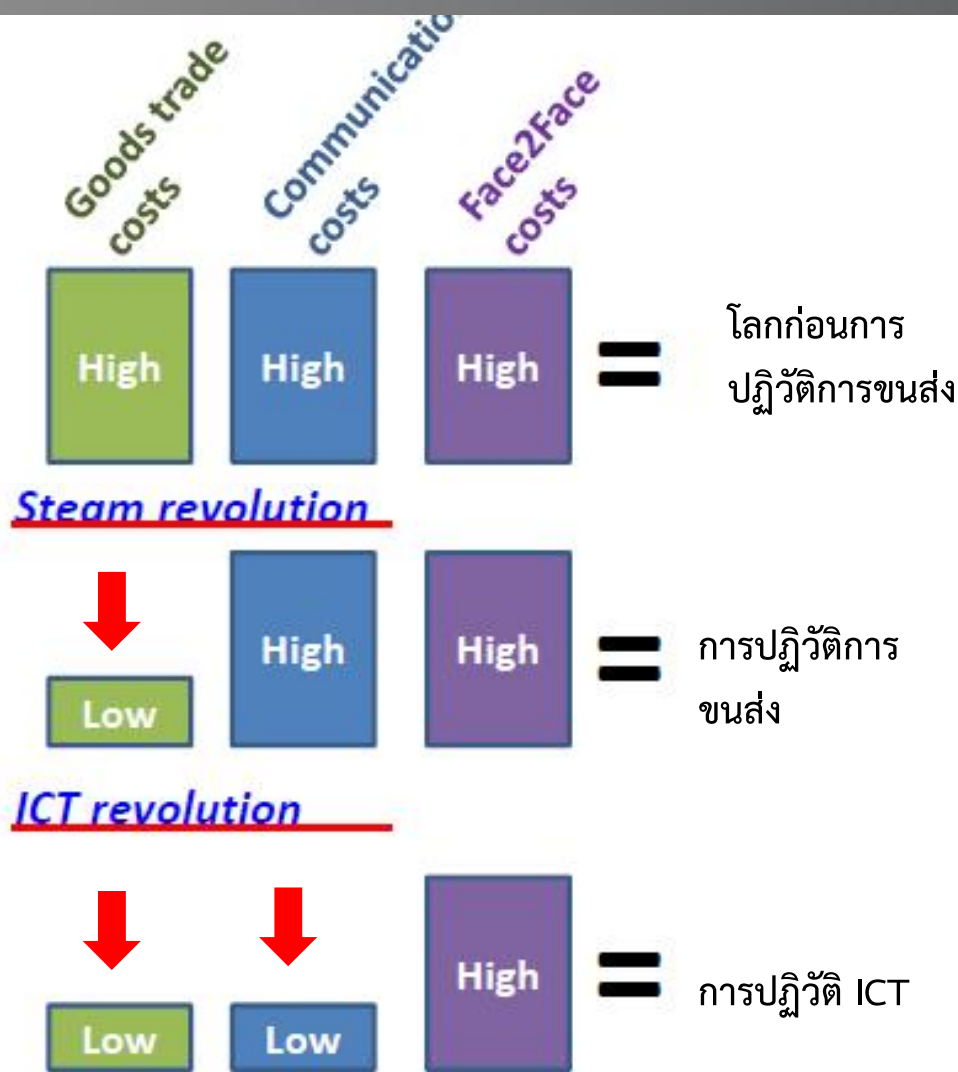 Goods trade
costs
Communication
costs
Face2Face
costs
High
High
High
=
โลกก่อนการ
ปฏิวัติการขนส่ง
Steam revolution
Low
High
High
=
การปฏิวัติการ
ขนส่ง
ICT revolution
Low
Low
High
=
การปฏิวัติ ICT